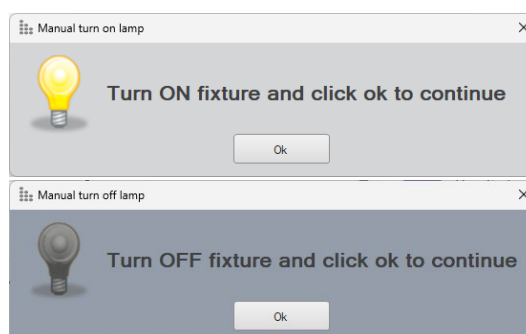 Manual turn on lamp
Turn ON fixture and click ok to continue
Ok
Manual turn off lamp
Turn OFF fixture and click ok to continue
Ok